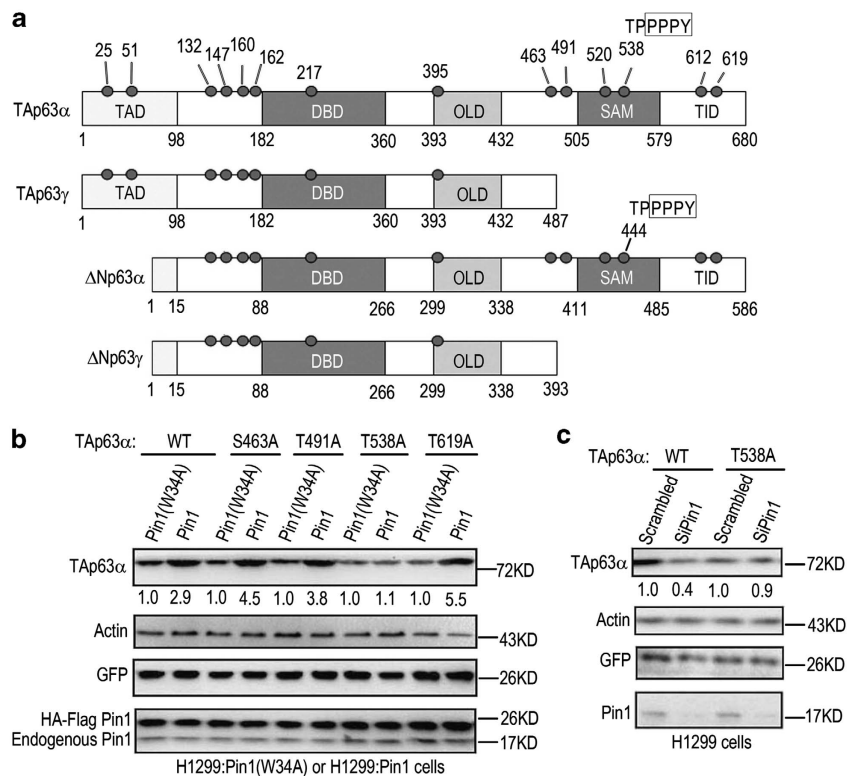 a
TPPPPY
25 51 132 147 160 162 217 395 463 491 520 538 612 619
TAp63α TAD DBD OLD SAM TID
1 98 182 360 393 432 505 579 680
TAp63γ TAD DBD OLD
1 98 182 360 393 432 487
TPPPPY
444
ΔNp63α DBD OLD SAM TID
1 15 88 266 299 338 411 485 586
ΔNp63γ DBD OLD
1 15 88 266 299 338 393
b
TAp63α: WT S463A T491A T538A T619A
Pin1(W34A) Pin1 Pin1(W34A) Pin1 Pin1(W34A) Pin1 Pin1(W34A) Pin1 Pin1(W34A) Pin1
TAp63α 72KD
1.0 2.9 1.0 4.5 1.0 3.8 1.0 1.1 1.0 5.5
Actin 43KD
GFP 26KD
HA-Flag Pin1 26KD
Endogenous Pin1 17KD
H1299:Pin1(W34A) or H1299:Pin1 cells
c
TAp63α: WT T538A
Scrambled SiPin1 Scrambled SiPin1
TAp63α 72KD
1.0 0.4 1.0 0.9
Actin 43KD
GFP 26KD
Pin1 17KD
H1299 cells